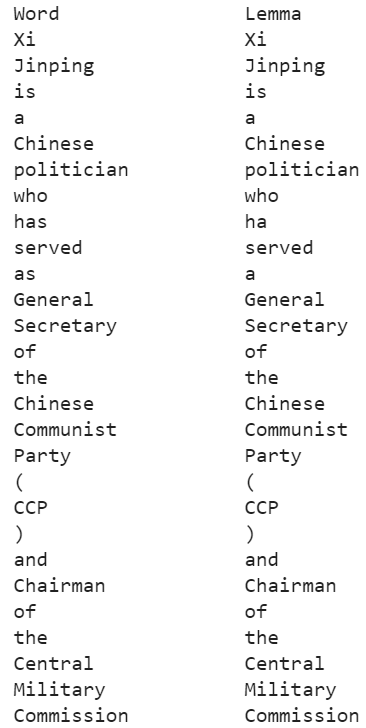 Word Lemma
Xi Xi
Jinping Jinping
is is
a a
Chinese Chinese
politician politician
who who
has ha
served served
as a
General General
Secretary Secretary
of of
the the
Chinese Chinese
Communist Communist
Party Party
( (
CCP CCP
) )
and and
Chairman Chairman
of of
the the
Central Central
Military Military
Commission Commission